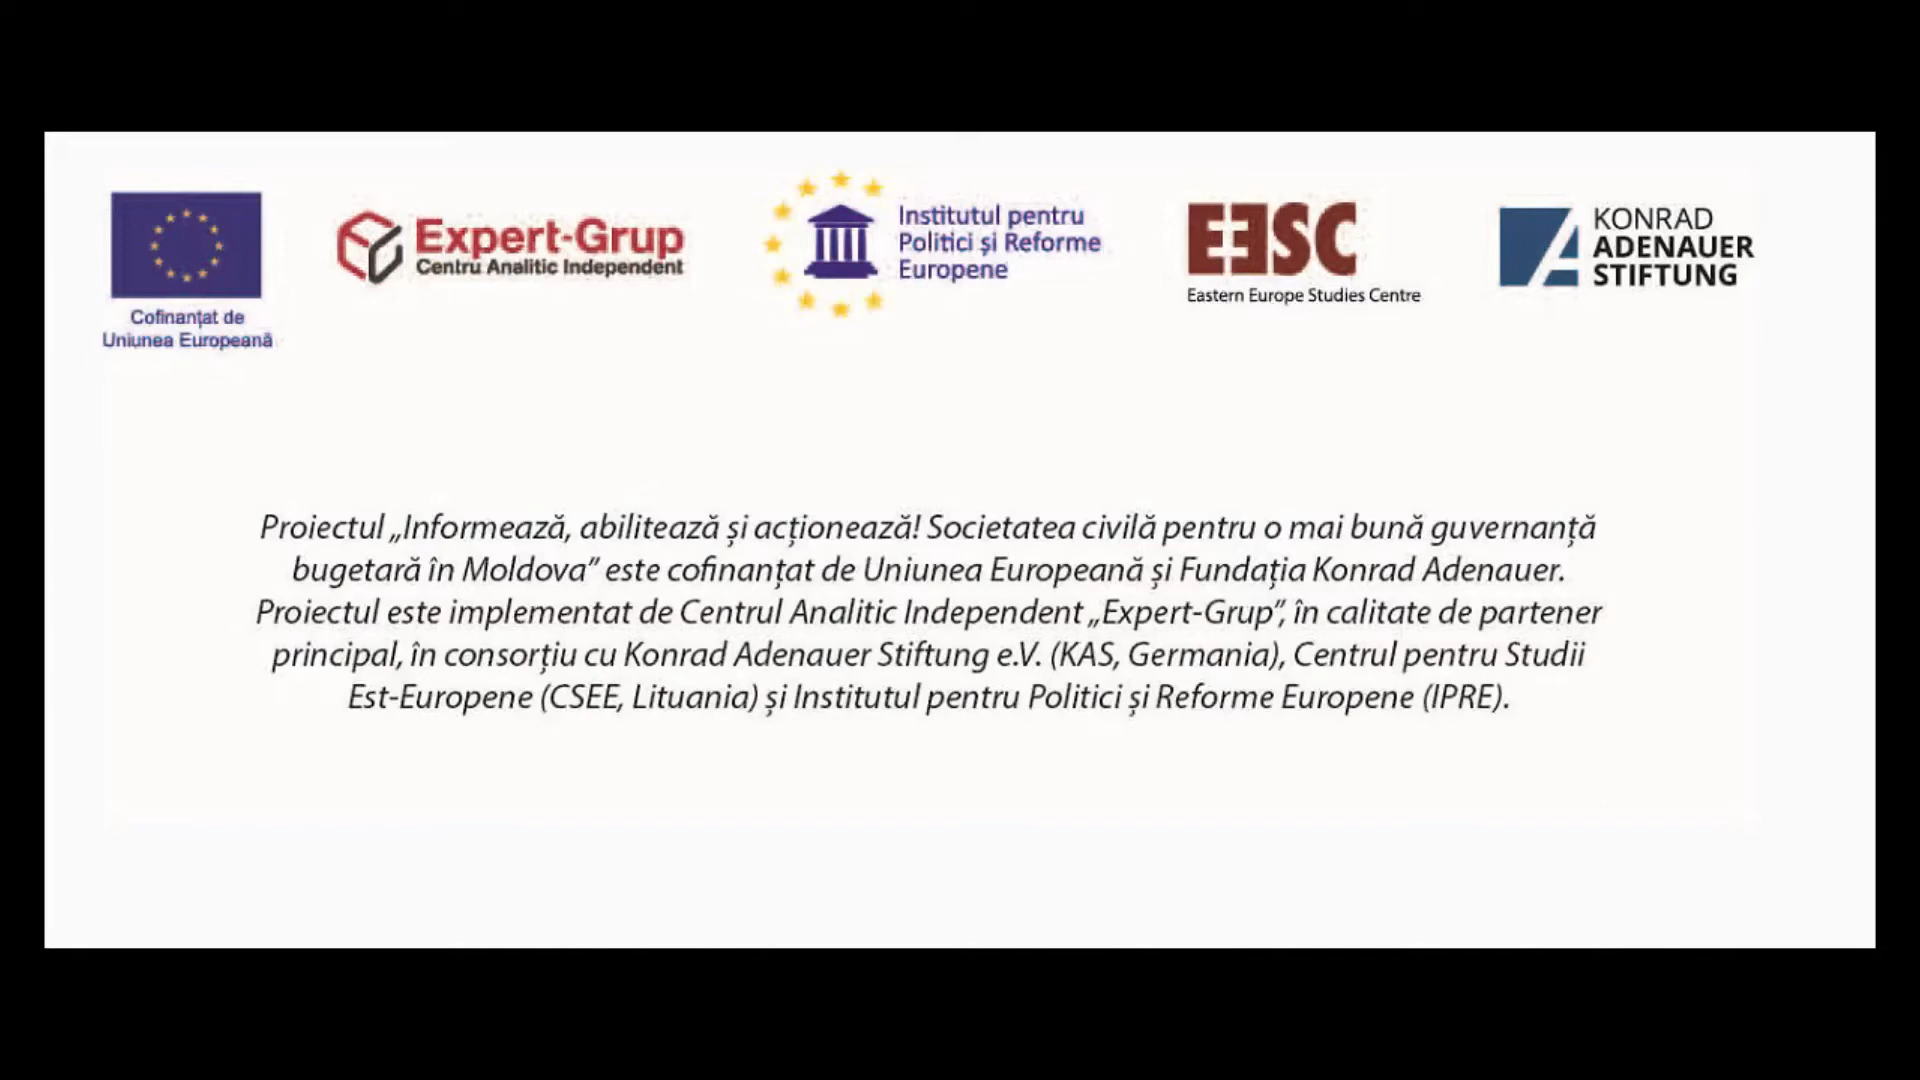 Cofinanțat de
Uniunea Europeană
Expert-Grup
Centru Analitic Independent
Institutul pentru
Politici și Reforme
Europene
EESC
Eastern Europe Studies Centre
KONRAD
ADENAUER
STIFTUNG
Proiectul „Informează, abilitează și acționează! Societatea civilă pentru o mai bună guvernanță
bugetară în Moldova” este cofinanțat de Uniunea Europeană și Fundația Konrad Adenauer.
Proiectul este implementat de Centrul Analitic Independent „Expert-Grup”, în calitate de partener
principal, în consorțiu cu Konrad Adenauer Stiftung e.V. (KAS, Germania), Centrul pentru Studii
Est-Europene (CSEE, Lituania) și Institutul pentru Politici și Reforme Europene (IPRE).